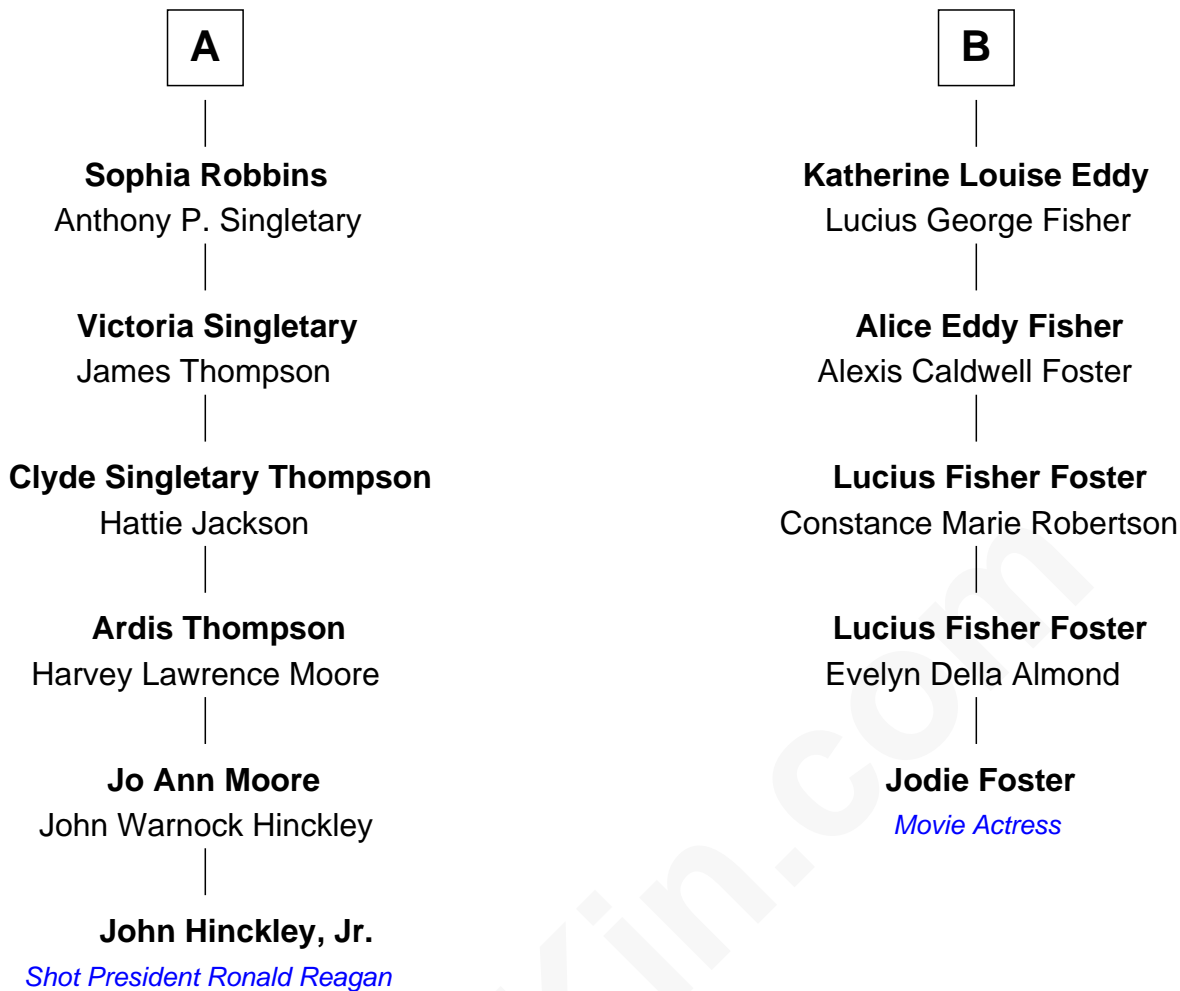 A
Sophia Robbins
Anthony P. Singletary
Victoria Singletary
James Thompson
Clyde Singletary Thompson
Hattie Jackson
Ardis Thompson
Harvey Lawrence Moore
Jo Ann Moore
John Warnock Hinckley
John Hinckley, Jr.
Shot President Ronald Reagan
B
Katherine Louise Eddy
Lucius George Fisher
Alice Eddy Fisher
Alexis Caldwell Foster
Lucius Fisher Foster
Constance Marie Robertson
Lucius Fisher Foster
Evelyn Della Almond
Jodie Foster
Movie Actress
Kin.com